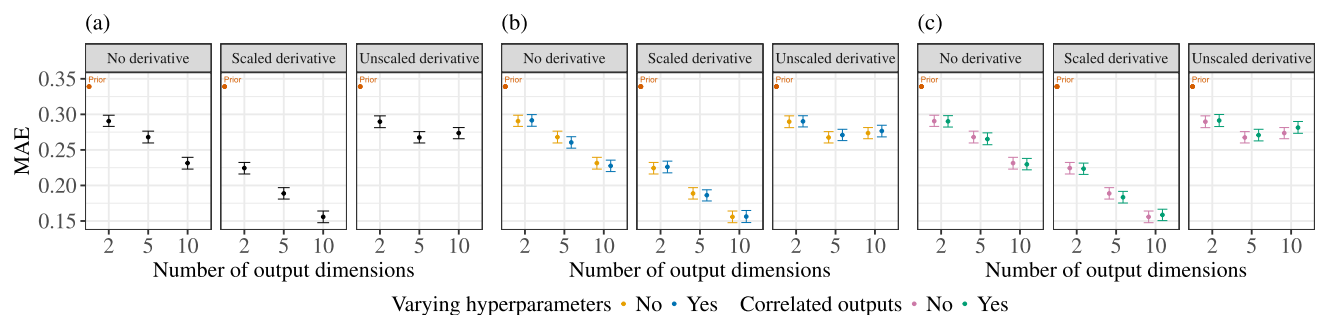 (a)
(b)
(c)
No derivative
Scaled derivative
Unscaled derivative
No derivative
Scaled derivative
Unscaled derivative
No derivative
Scaled derivative
Unscaled derivative
Prior
Prior
Prior
Prior
Prior
Prior
Prior
Prior
Prior
MAE
0.35
0.30
0.25
0.20
0.15
2 5 10
2 5 10
2 5 10
2 5 10
2 5 10
2 5 10
2 5 10
2 5 10
2 5 10
Number of output dimensions
Number of output dimensions
Number of output dimensions
Varying hyperparameters No Yes Correlated outputs No Yes